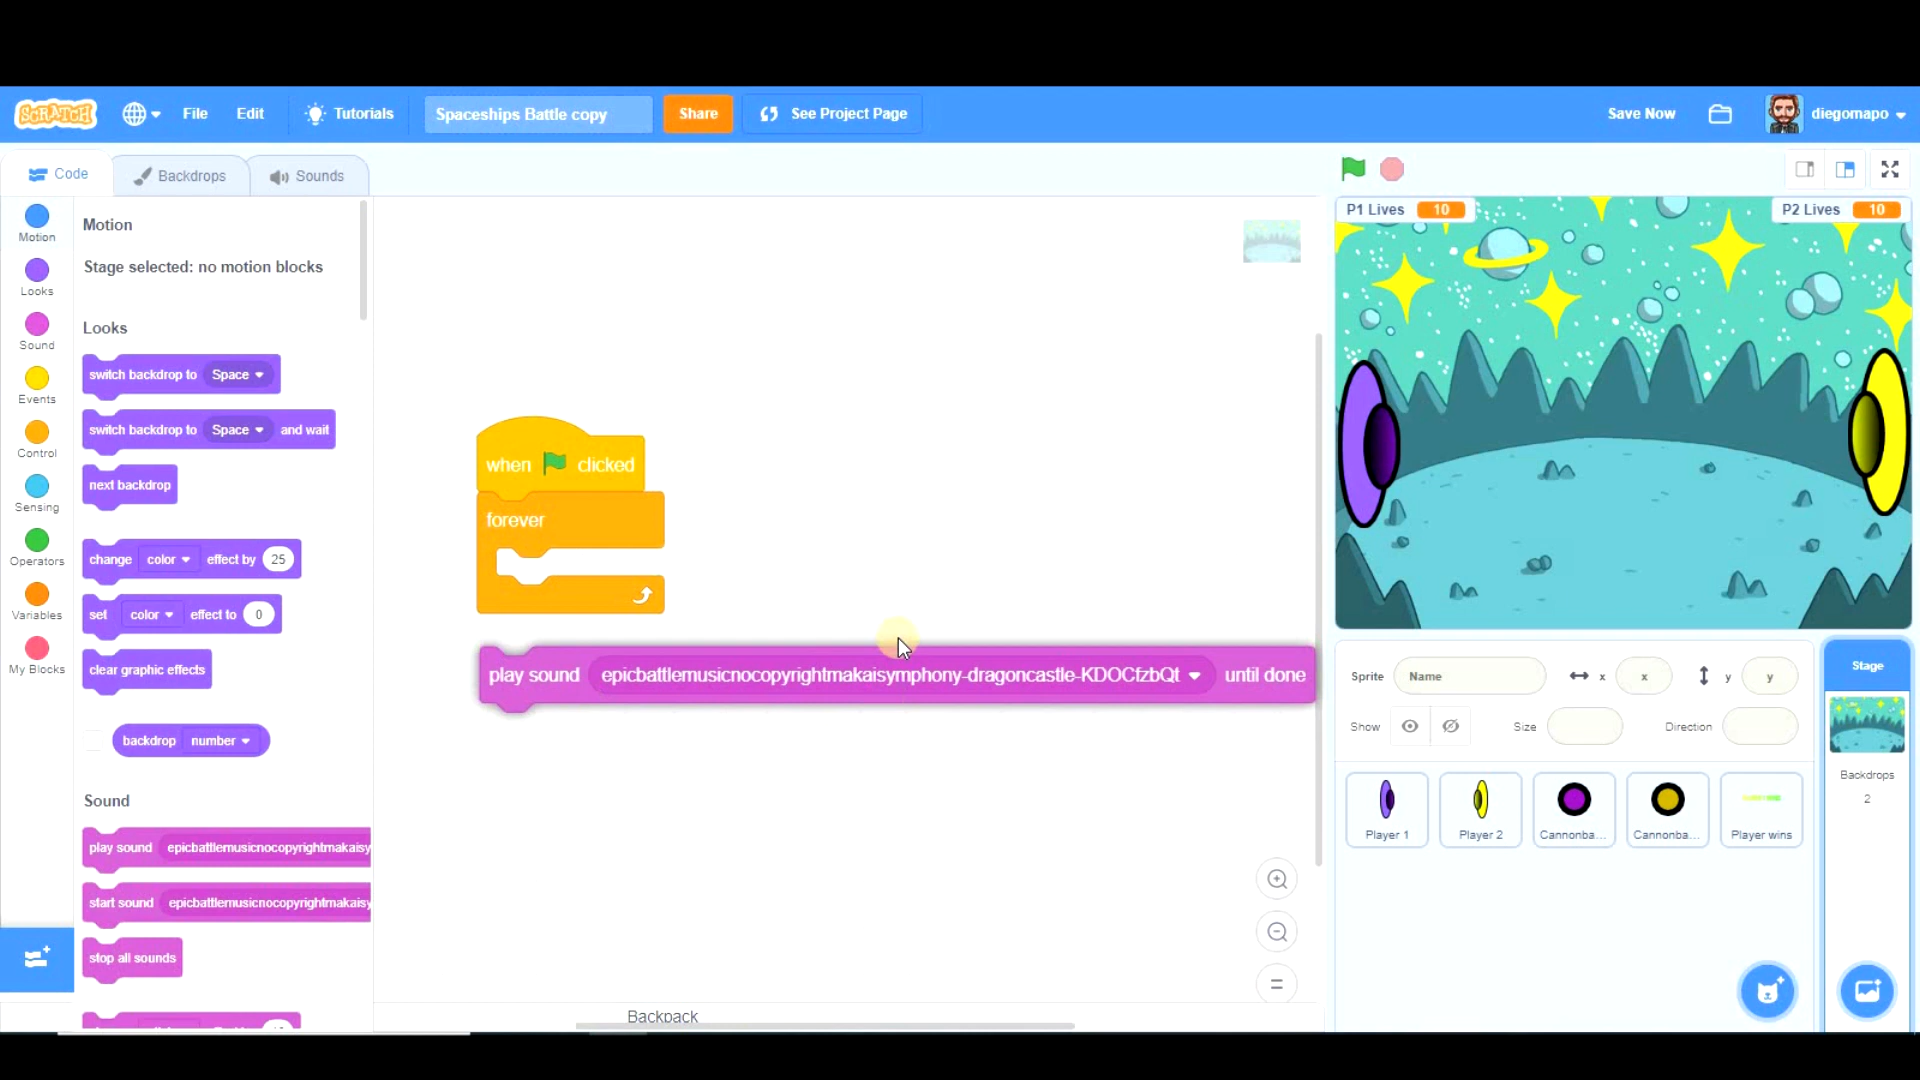 SCRATCH
File
Edit
Tutorials
Spaceships Battle copy
Share
See Project Page
Save Now
diegomapo
Code
Backdrops
Sounds
Motion
Looks
Sound
Events
Control
Sensing
Operators
Variables
My Blocks
Motion
Stage selected: no motion blocks
Looks
switch backdrop to Space
switch backdrop to Space and wait
next backdrop
change color effect by 25
set color effect to 0
clear graphic effects
backdrop number
Sound
play sound epicbattlemusicnocopyrightmakaisy
start sound epicbattlemusicnocopyrightmakaisy
stop all sounds
when clicked
forever
play sound epicbattlemusicnocopyrightmakaisymphony-dragoncastle-KDOCfzbQt until done
Backpack
P1 Lives 10
P2 Lives 10
Sprite Name x x y y
Show Size Direction
Player 1
Player 2
Cannonba...
Cannonba...
Player wins
Stage
Backdrops
2